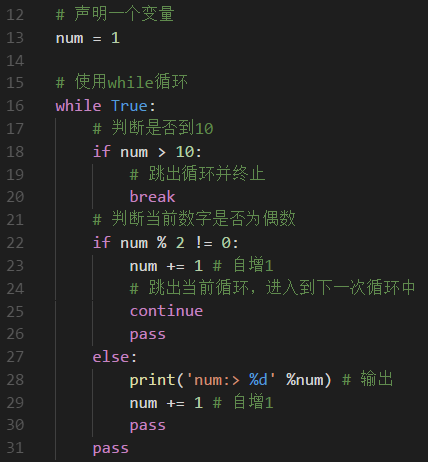 12 # 声明一个变量
13 num = 1
14
15 # 使用while循环
16 while True:
17     # 判断是否到10
18     if num > 10:
19         # 跳出循环并终止
20         break
21     # 判断当前数字是否为偶数
22     if num % 2 != 0:
23         num += 1 # 自增1
24         # 跳出当前循环，进入到下一次循环中
25         continue
26         pass
27     else:
28         print('num:> %d' %num) # 输出
29         num += 1 # 自增1
30         pass
31     pass